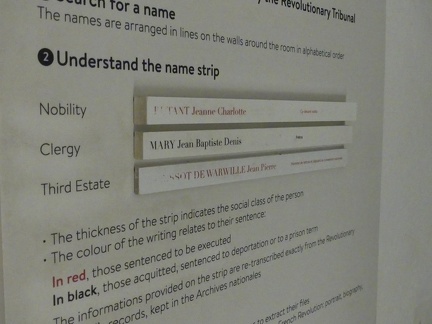 Search for a name
by the Revolutionary Tribunal
The names are arranged in lines on the walls around the room in alphabetical order
2 Understand the name strip
Nobility
TANT Jeanne Charlotte
Clergy
MARY Jean Baptiste Denis
Third Estate
SSOT DE WARVILLE Jean Pierre
• The thickness of the strip indicates the social class of the person
• The colour of the writing relates to their sentence:
In red, those sentenced to be executed
In black, those acquitted, sentenced to deportation or to a prison term
The informations provided on the strip are re-transcribed exactly from the Revolutionary
records, kept in the Archives nationales
to extract their files
French Revolution: portrait, biography,